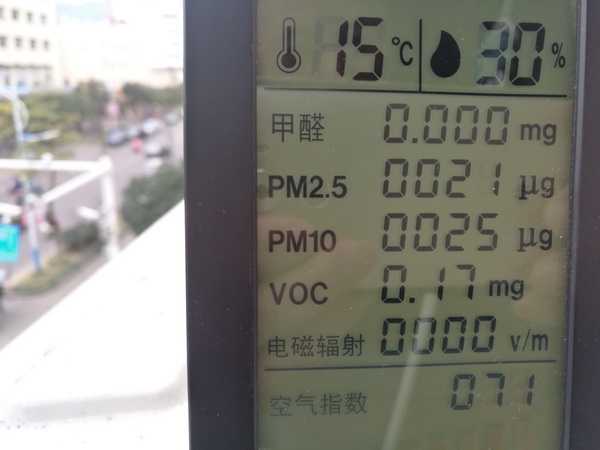 15 ℃ 30 %
甲醛 0.000 mg
PM2.5 0021 μg
PM10 0025 μg
VOC 0.17 mg
电磁辐射 0000 v/m
空气指数 071